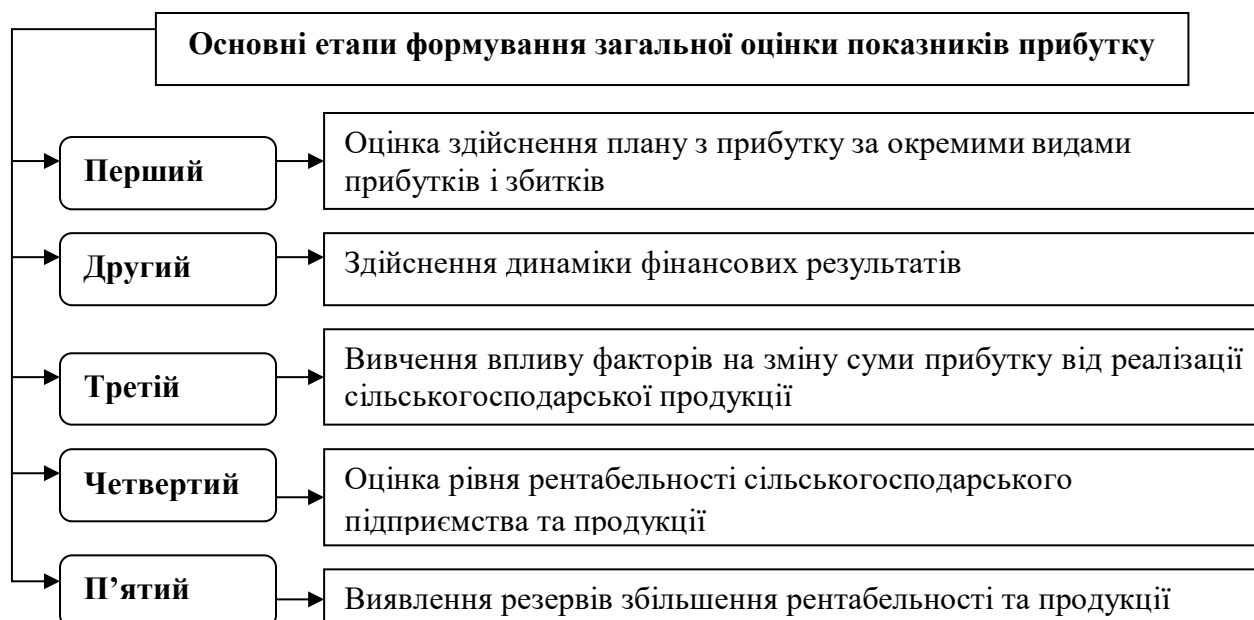 Основні етапи формування загальної оцінки показників прибутку
Перший
Оцінка здійснення плану з прибутку за окремими видами
прибутків і збитків
Другий
Здійснення динаміки фінансових результатів
Третій
Вивчення впливу факторів на зміну суми прибутку від реалізації
сільськогосподарської продукції
Четвертий
Оцінка рівня рентабельності сільськогосподарського
підприємства та продукції
П’ятий
Виявлення резервів збільшення рентабельності та продукції